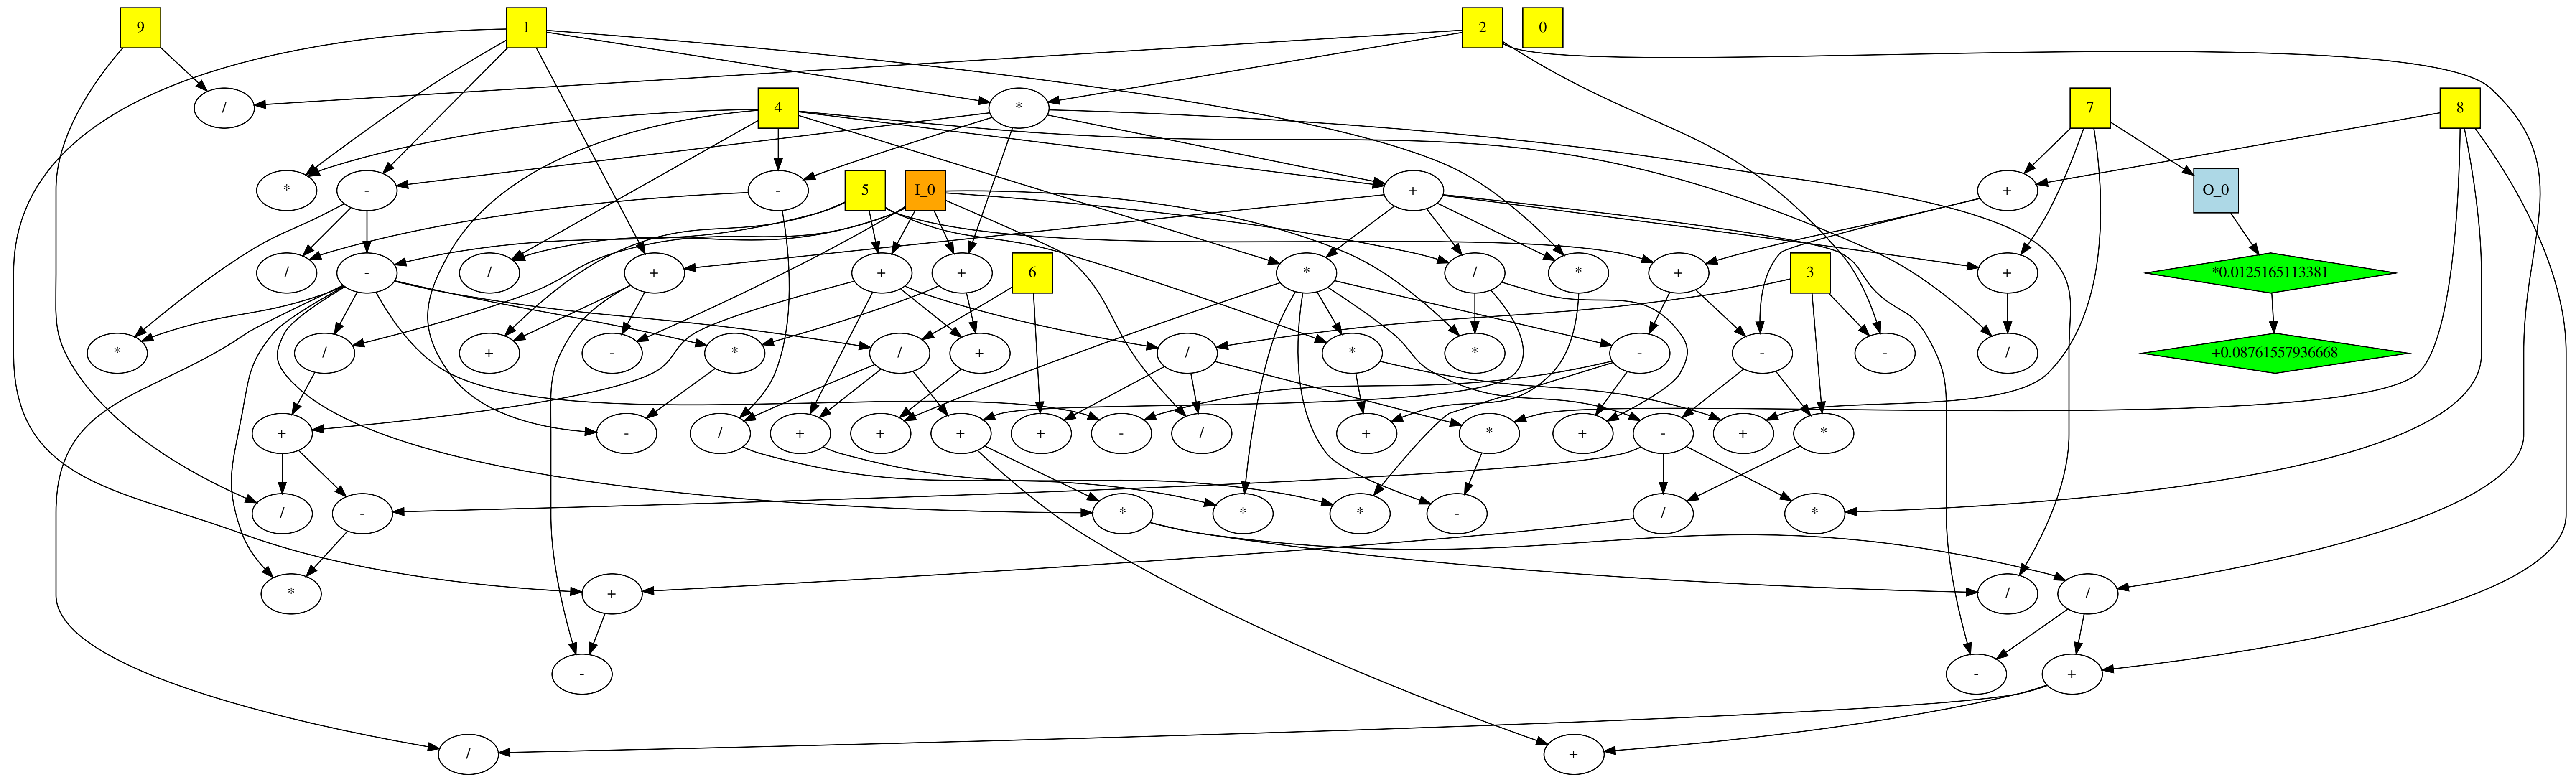 9 1 2 0
/ 4 * 7 8
* - - 5 I_0 + + O_0
/ - / + + + 6 / * + 3 + *0.0125165113381
* / + - * / + / * * - - - / +0.08761557936668
+ - / + + + + - / + * + - + *
/ - * * * - / *
* + / /
- - +
/ +